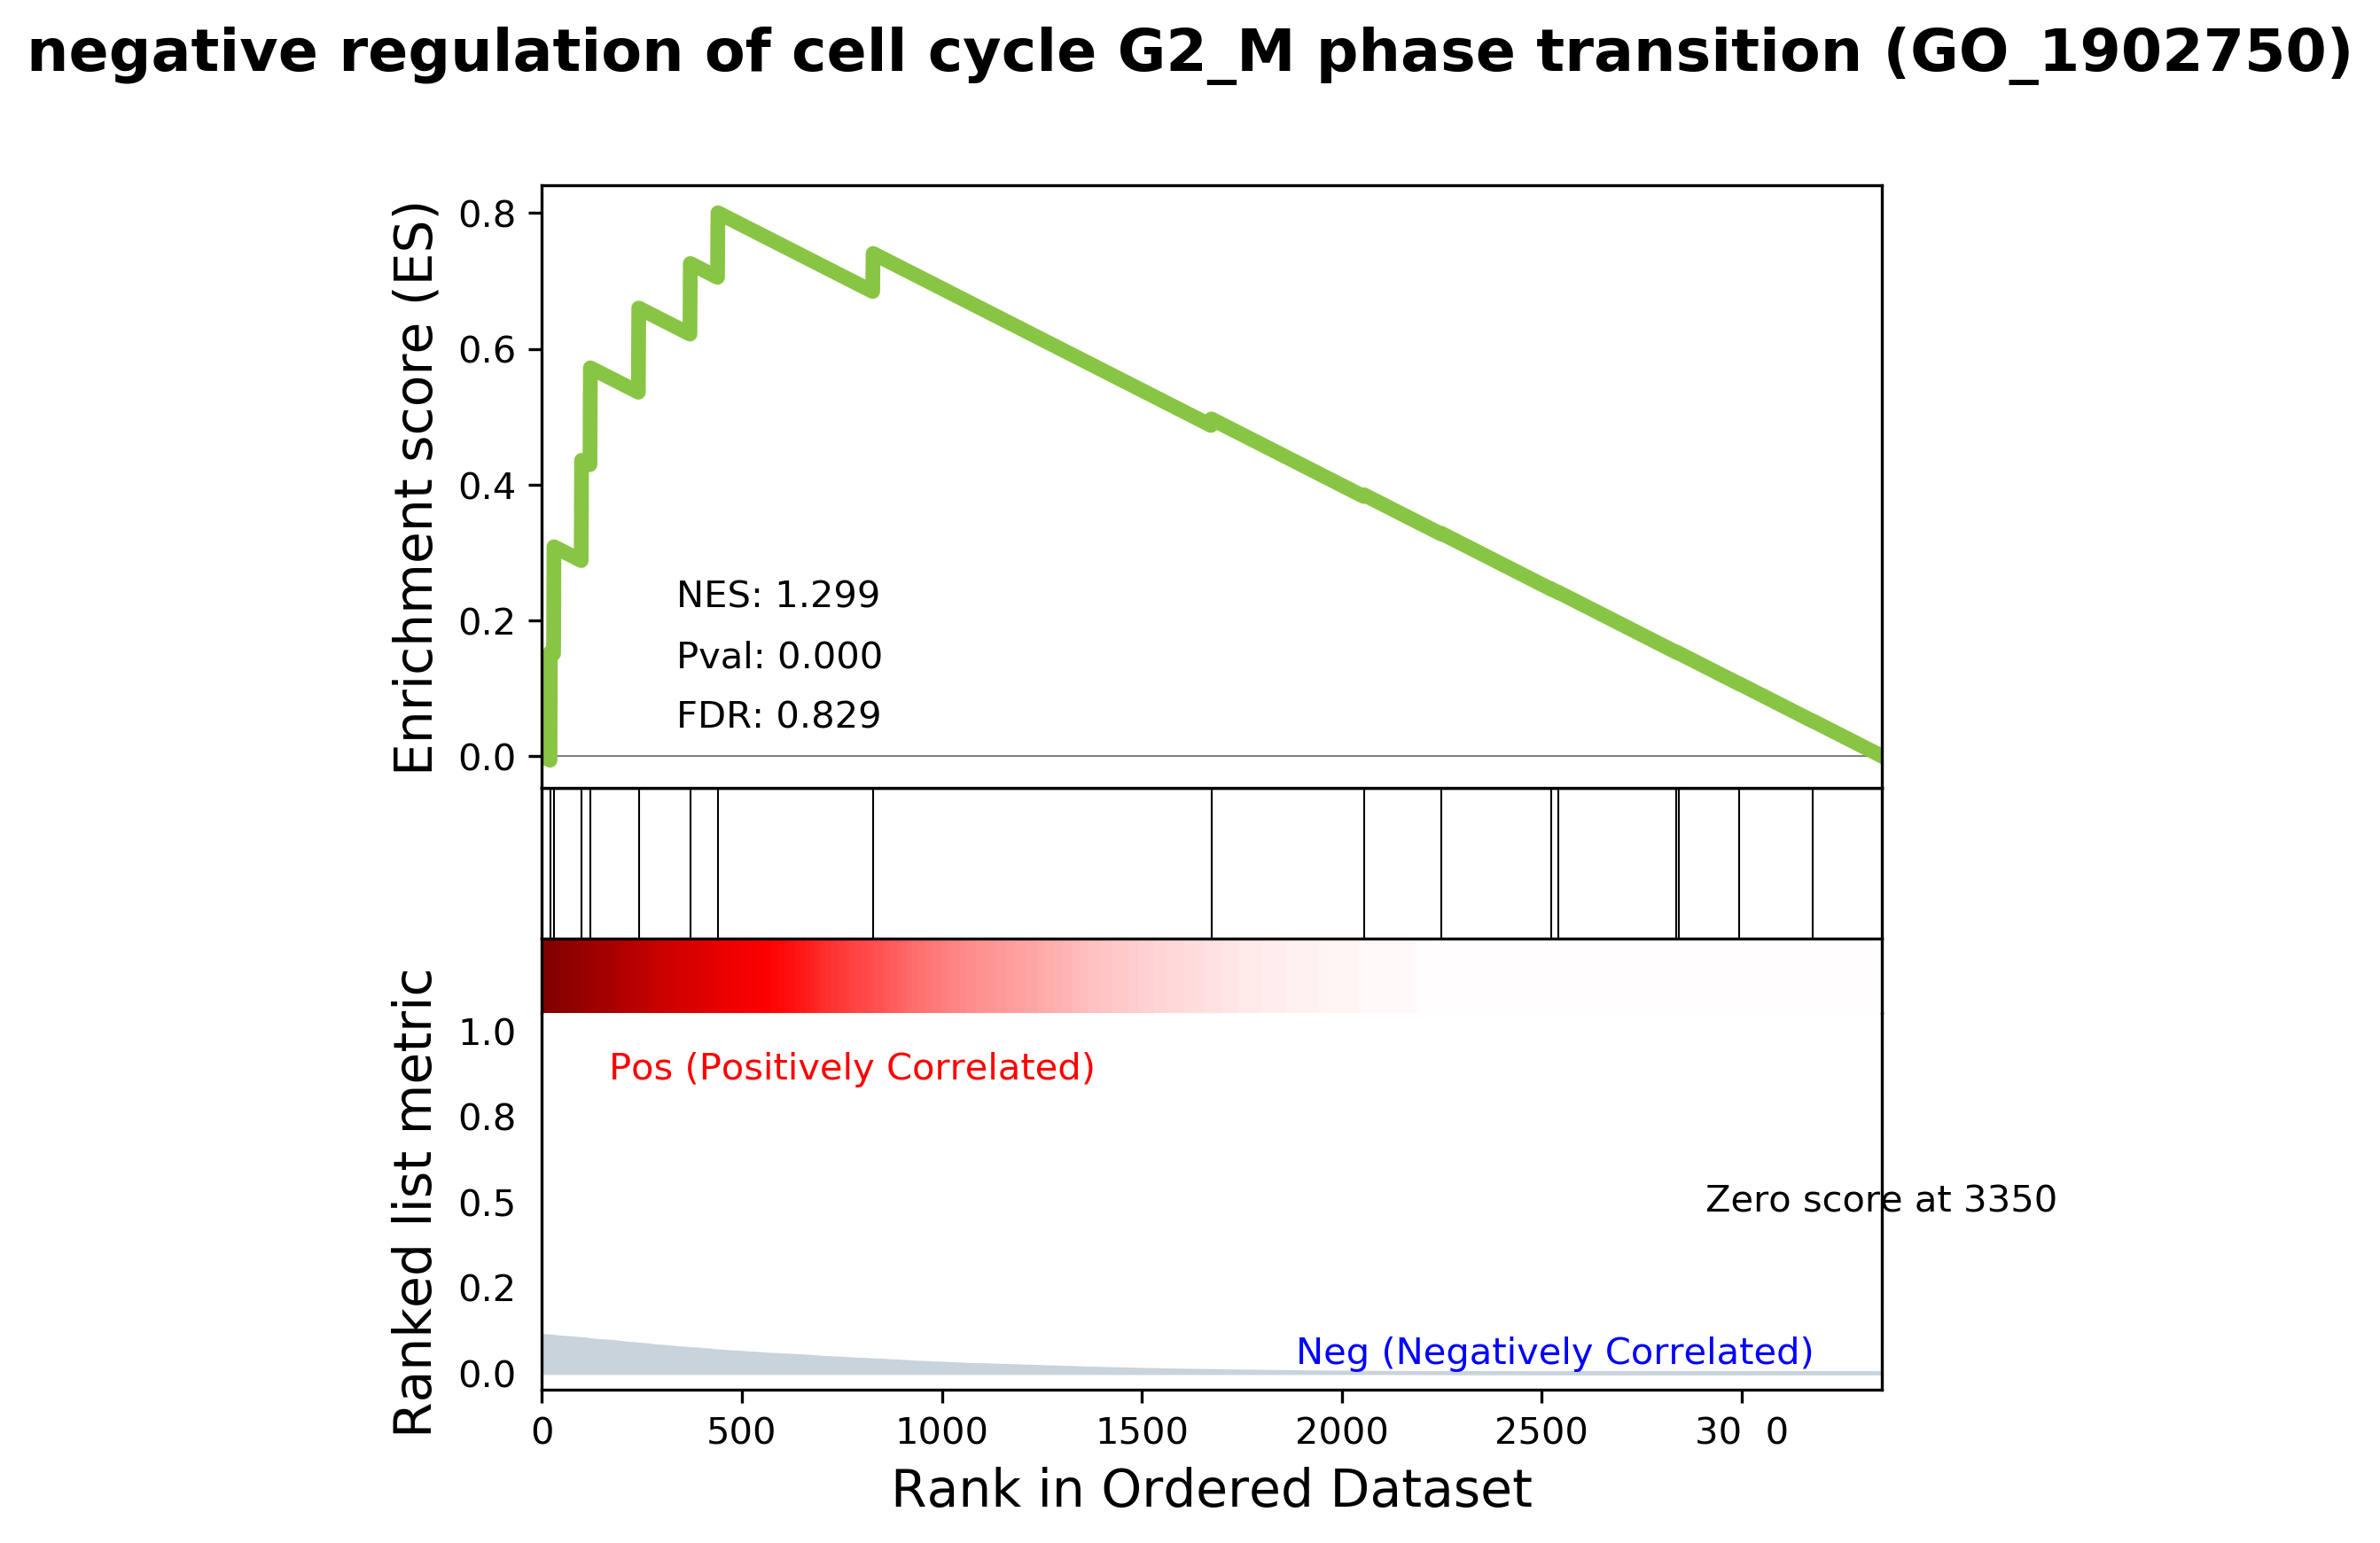 negative regulation of cell cycle G2_M phase transition (GO_1902750)
Enrichment score (ES)
0.8
0.6
0.4
0.2
0.0
NES: 1.299
Pval: 0.000
FDR: 0.829
Ranked list metric
1.0
0.8
0.5
0.2
0.0
Pos (Positively Correlated)
Zero score at 3350
Neg (Negatively Correlated)
0 500 1000 1500 2000 2500 30 0
Rank in Ordered Dataset